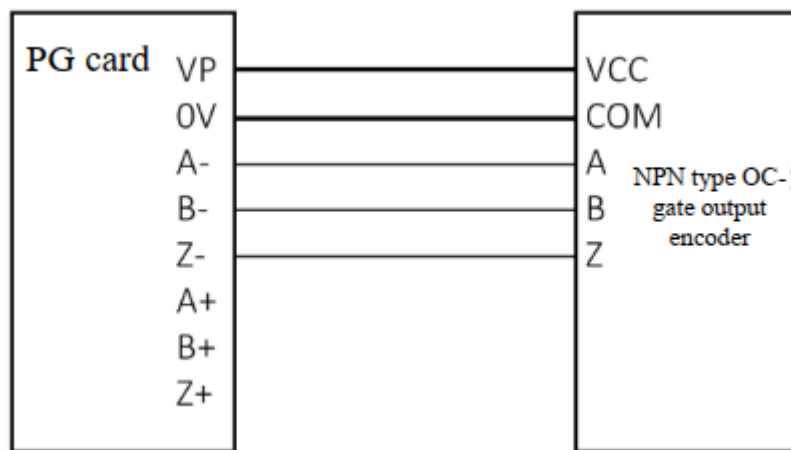 PG card
VP
0V
A-
B-
Z-
A+
B+
Z+
VCC
COM
A
B
Z
NPN type OC-
gate output
encoder